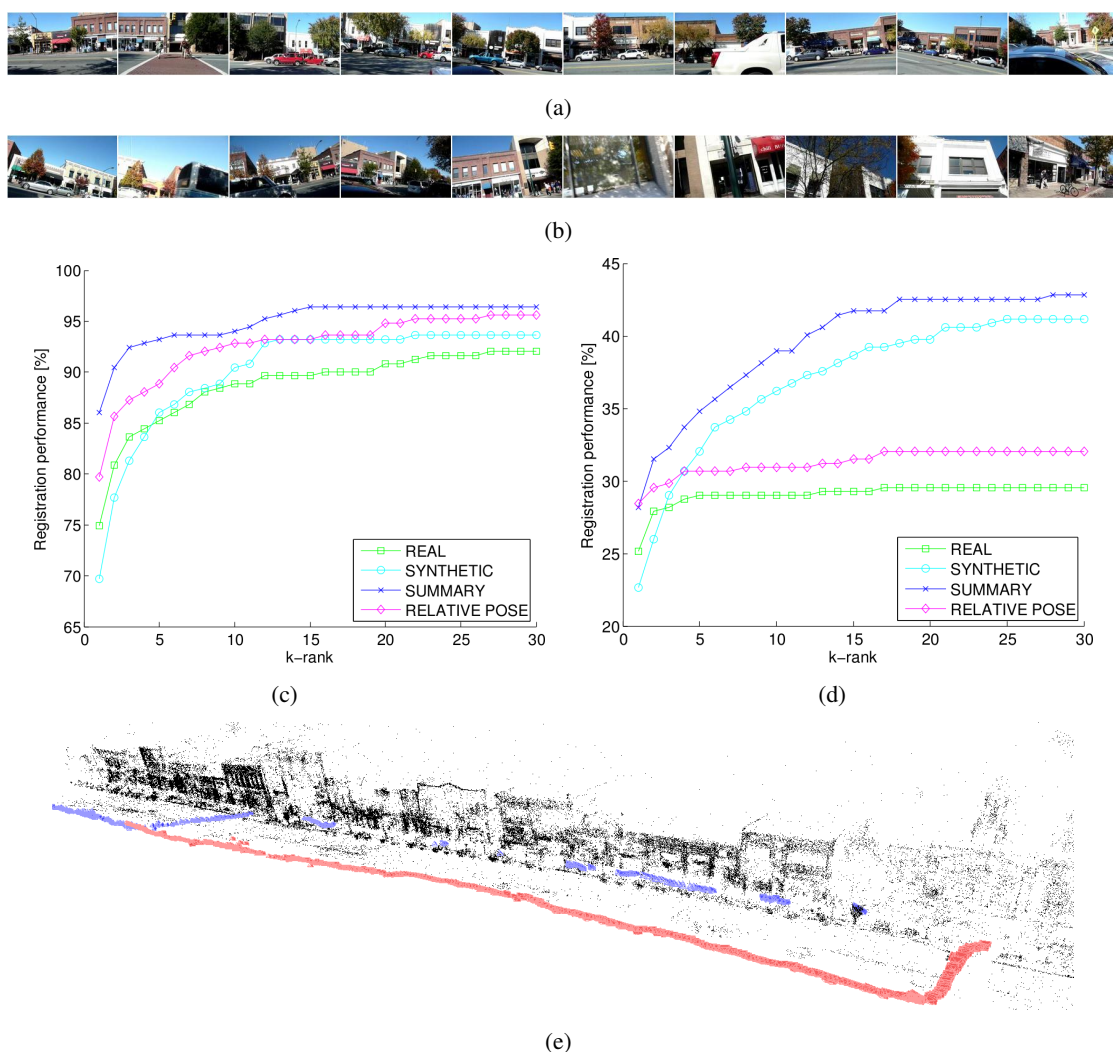 (a)
(b)
100
95
90
85
80
75
70
65
Registration performance [%]
0 5 10 15 20 25 30
k−rank
REAL
SYNTHETIC
SUMMARY
RELATIVE POSE
(c)
45
40
35
30
25
20
Registration performance [%]
0 5 10 15 20 25 30
k−rank
REAL
SYNTHETIC
SUMMARY
RELATIVE POSE
(d)
(e)